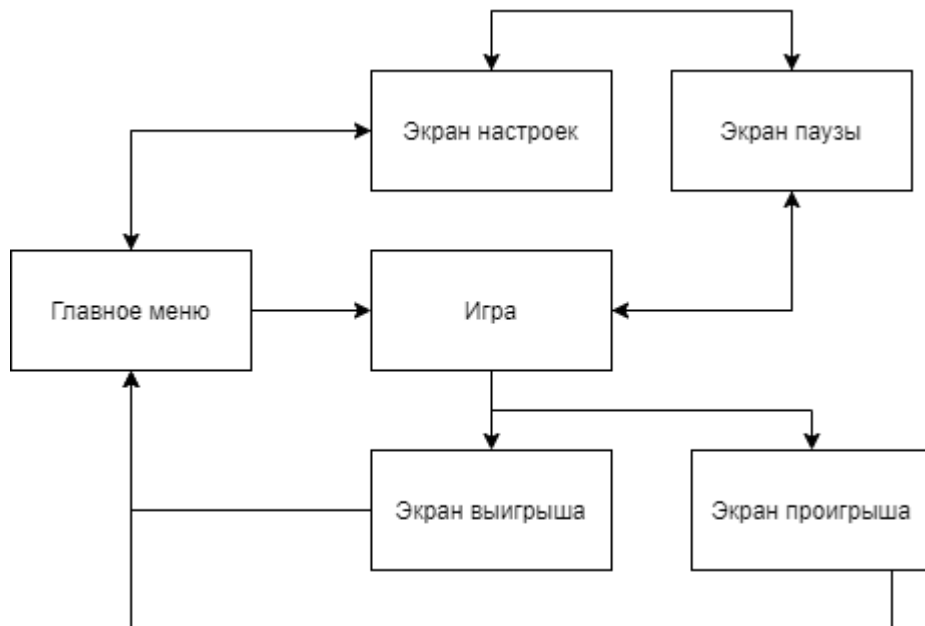 Экран настроек
Экран паузы
Главное меню
Игра
Экран выигрыша
Экран проигрыша